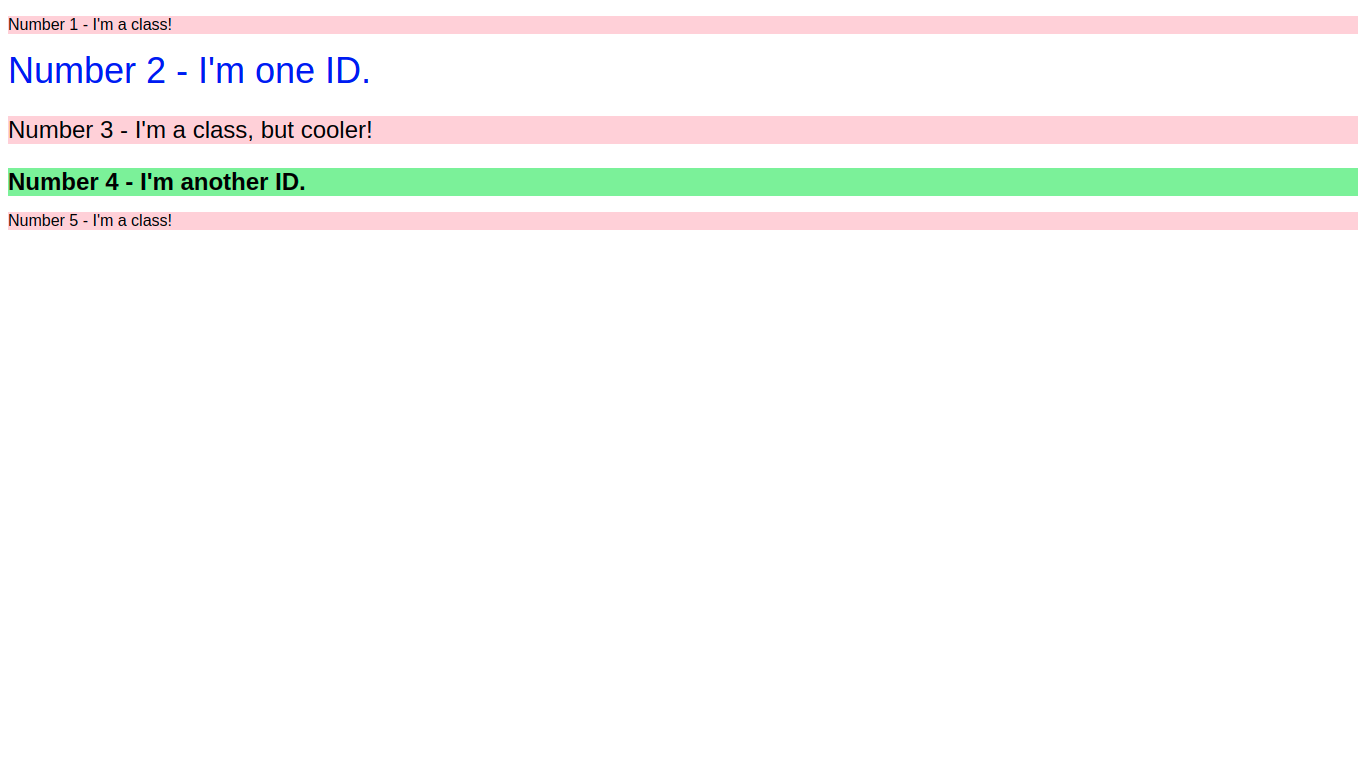 Number 1 - I'm a class!
Number 2 - I'm one ID.
Number 3 - I'm a class, but cooler!
Number 4 - I'm another ID.
Number 5 - I'm a class!